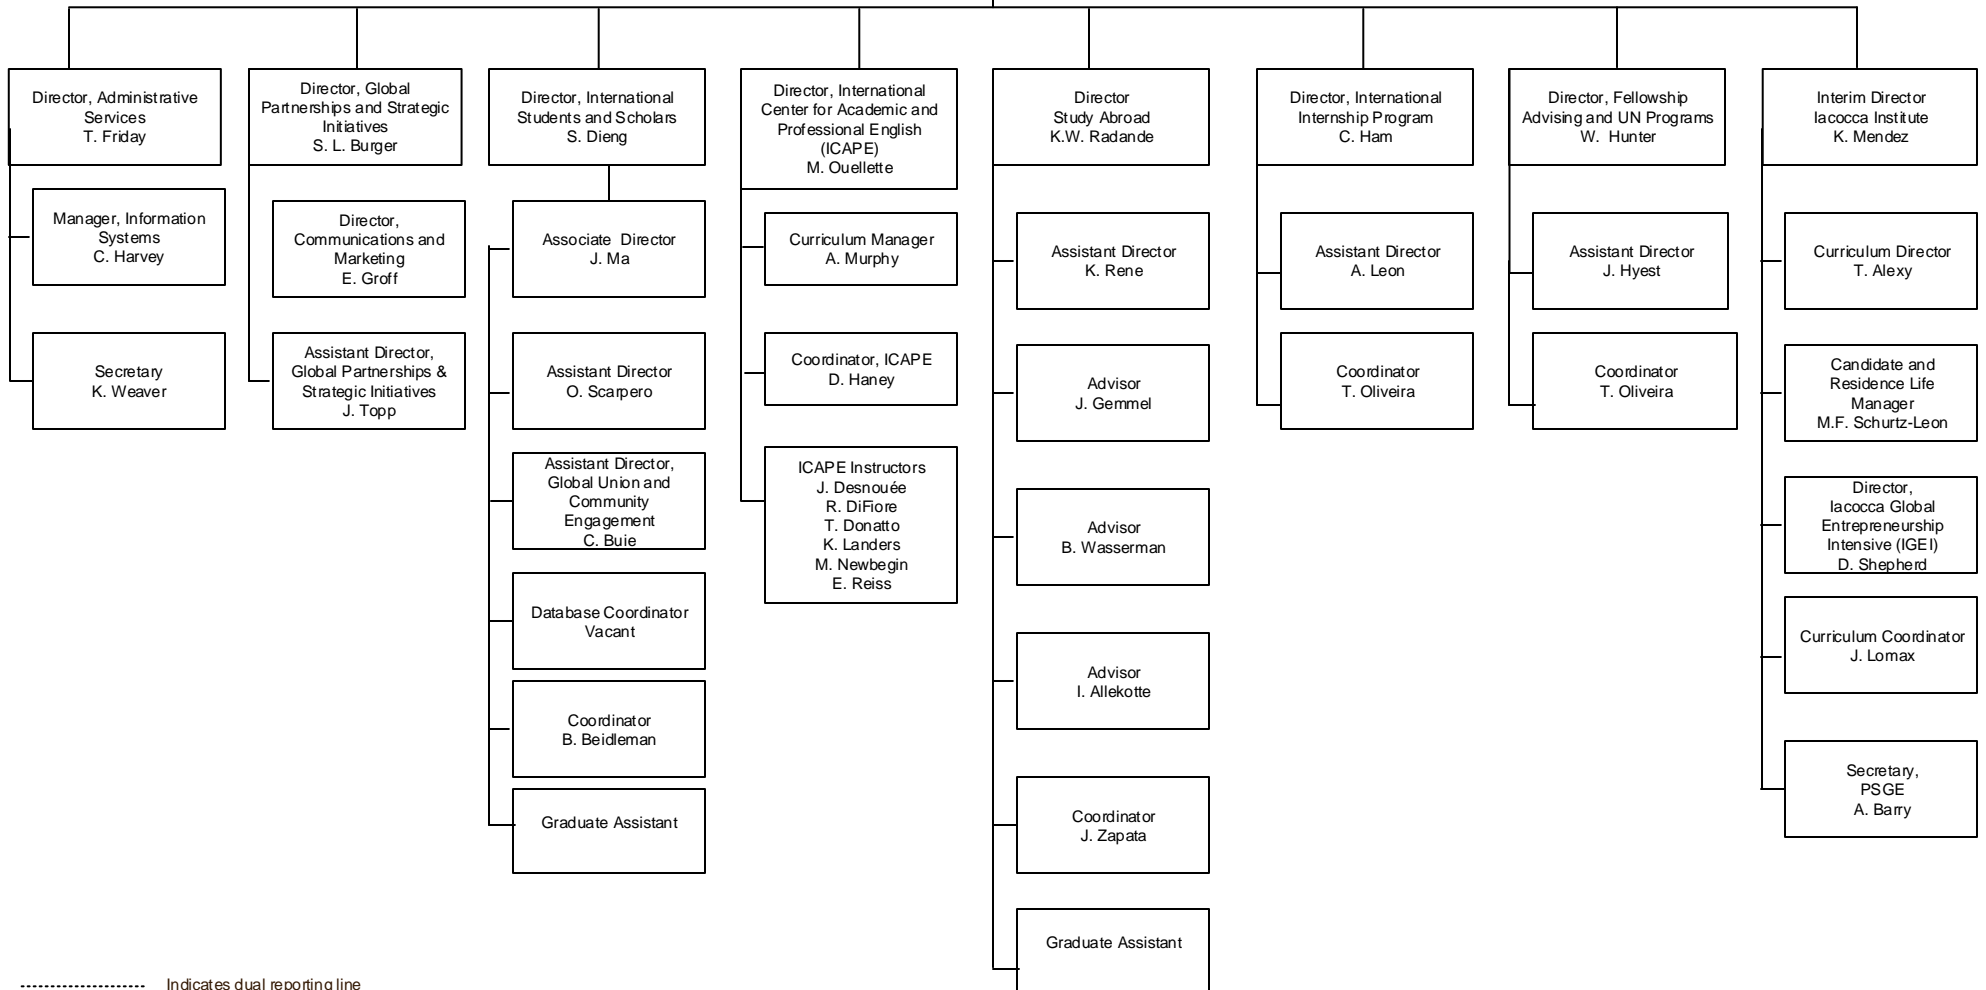 Director, Administrative
Services
T. Friday
Manager, Information
Systems
C. Harvey
Secretary
K. Weaver
Director, Global
Partnerships and Strategic
Initiatives
S. L. Burger
Director,
Communications and
Marketing
E. Groff
Assistant Director,
Global Partnerships &
Strategic Initiatives
J. Topp
Director, International
Students and Scholars
S. Dieng
Associate Director
J. Ma
Assistant Director
O. Scarpero
Assistant Director,
Global Union and
Community
Engagement
C. Buie
Database Coordinator
Vacant
Coordinator
B. Beidleman
Graduate Assistant
Director, International
Center for Academic and
Professional English
(ICAPE)
M. Ouellette
Curriculum Manager
A. Murphy
Coordinator, ICAPE
D. Haney
ICAPE Instructors
J. Desnouée
R. DiFiore
T. Donatto
K. Landers
M. Newbegin
E. Reiss
Director
Study Abroad
K.W. Radande
Assistant Director
K. Rene
Advisor
J. Gemmel
Advisor
B. Wasserman
Advisor
I. Allekotte
Coordinator
J. Zapata
Graduate Assistant
Director, International
Internship Program
C. Ham
Assistant Director
A. Leon
Coordinator
T. Oliveira
Director, Fellowship
Advising and UN Programs
W. Hunter
Assistant Director
J. Hyest
Coordinator
T. Oliveira
Interim Director
Iacocca Institute
K. Mendez
Curriculum Director
T. Alexy
Candidate and
Residence Life
Manager
M.F. Schurtz-Leon
Director,
Iacocca Global
Entrepreneurship
Intensive (IGEI)
D. Shepherd
Curriculum Coordinator
J. Lomax
Secretary,
PSGE
A. Barry
Indicates dual reporting line